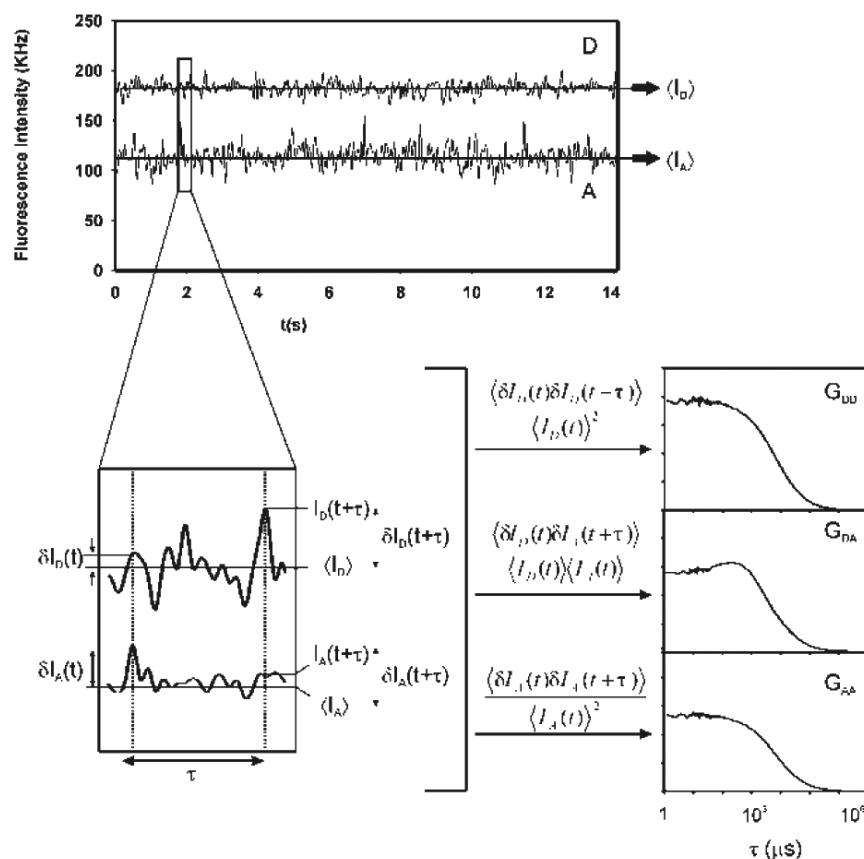 Fluorescence Intensity (KHz)
250
200
150
100
50
0
D
A
⟨I_D⟩
⟨I_A⟩
0 2 4 6 8 10 12 14
t(s)
δI_D(t)
δI_A(t)
I_D(t+τ)
⟨I_D⟩
δI_D(t+τ)
I_A(t+τ)
⟨I_A⟩
δI_A(t+τ)
τ
⟨δI_D(t)δI_D(t−τ)⟩
⟨I_D(t)⟩²
⟨δI_D(t)δI_A(t+τ)⟩
⟨I_D(t)⟩⟨I_A(t)⟩
⟨δI_A(t)δI_A(t+τ)⟩
⟨I_A(t)⟩²
G_DD
G_DA
G_AA
1 10³ 10⁶
τ (μs)